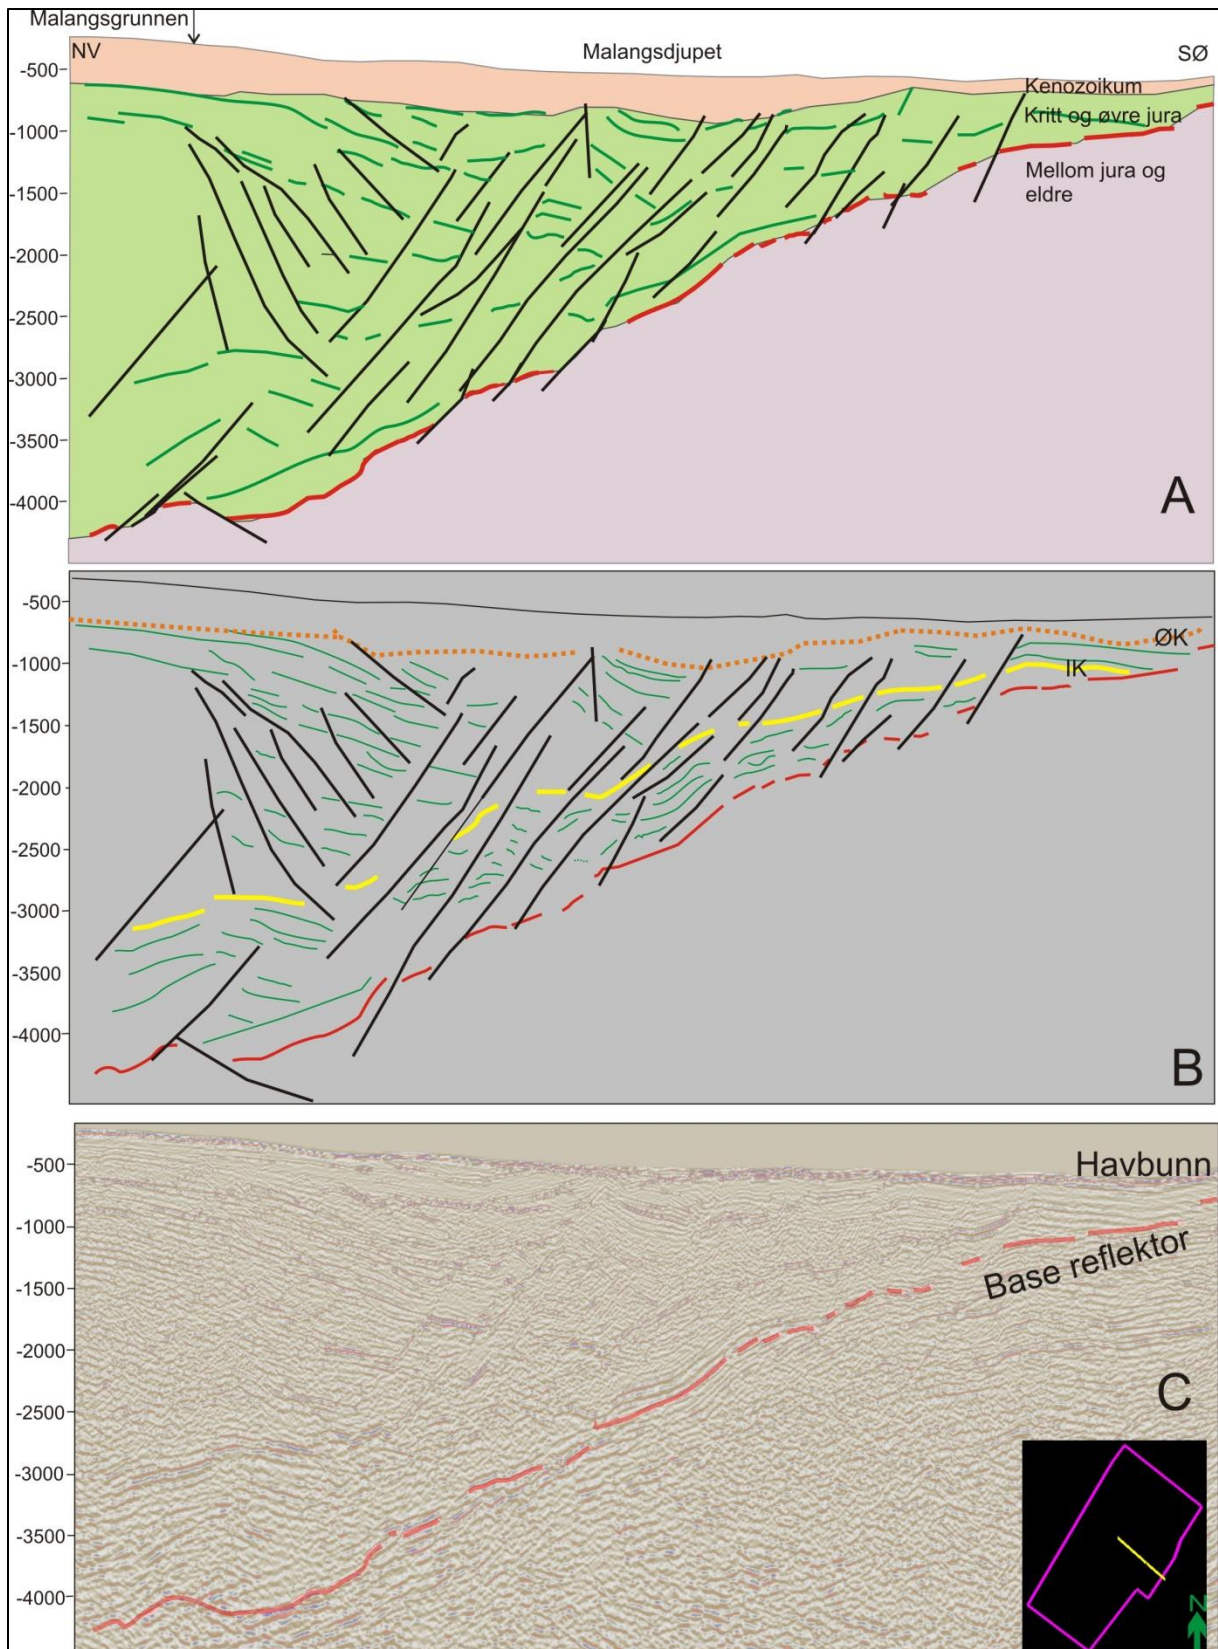 Malangsgrunnen
NV
Malangsdjupet
SØ
-500
-1000
-1500
-2000
-2500
-3000
-3500
-4000
Kenozoikum
Kritt og øvre jura
Mellom jura og
eldre
A
-500
-1000
-1500
-2000
-2500
-3000
-3500
-4000
ØK
IK
B
-500
-1000
-1500
-2000
-2500
-3000
-3500
-4000
Havbunn
Base reflektor
C
N